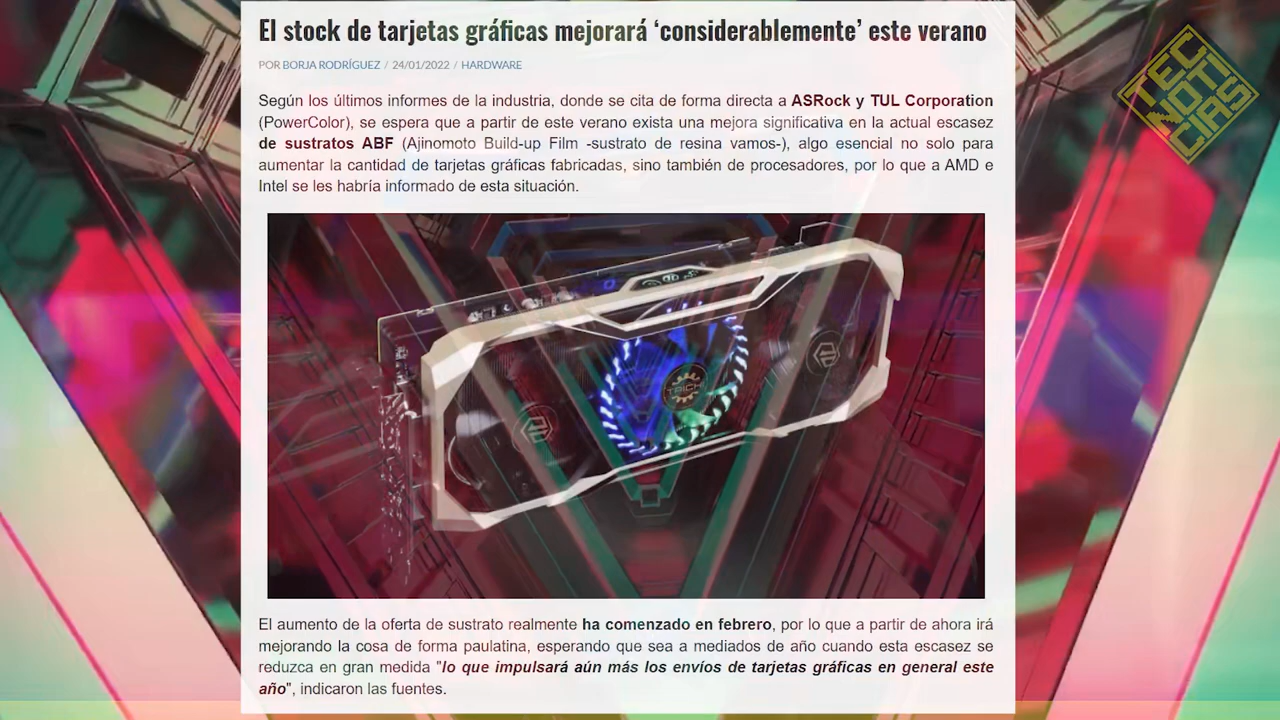 El stock de tarjetas gráficas mejorará ‘considerablemente’ este verano
POR BORJA RODRÍGUEZ / 24/01/2022 / HARDWARE
Según los últimos informes de la industria, donde se cita de forma directa a ASRock y TUL Corporation
(PowerColor), se espera que a partir de este verano exista una mejora significativa en la actual escasez
de sustratos ABF (Ajinomoto Build-up Film -sustrato de resina vamos-), algo esencial no solo para
aumentar la cantidad de tarjetas gráficas fabricadas, sino también de procesadores, por lo que a AMD e
Intel se les habría informado de esta situación.
TEC
NOTI
CIAS
TAICHI
El aumento de la oferta de sustrato realmente ha comenzado en febrero, por lo que a partir de ahora irá
mejorando la cosa de forma paulatina, esperando que sea a mediados de año cuando esta escasez se
reduzca en gran medida "lo que impulsará aún más los envíos de tarjetas gráficas en general este
año", indicaron las fuentes.